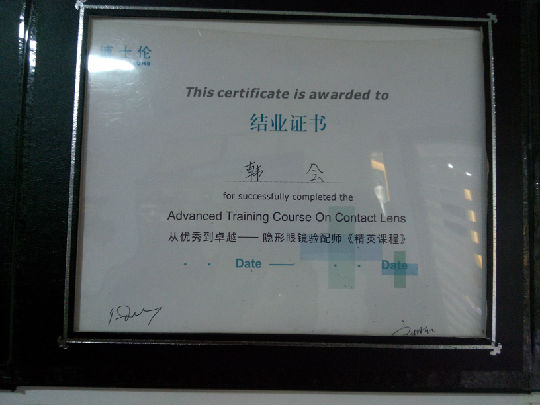 博士伦
This certificate is awarded to
结业证书
韩 会
for successfully completed the
Advanced Training Course On Contact Lens
从优秀到卓越——隐形眼镜验配师《精英课程》
- - Date —— - - Date